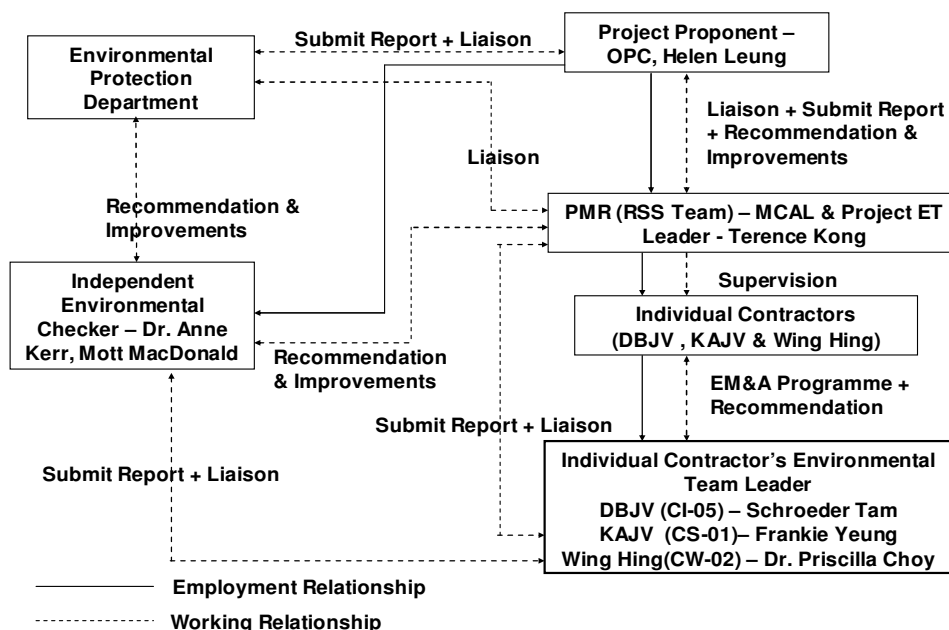 Submit Report + Liaison
Environmental
Protection
Department
Project Proponent –
OPC, Helen Leung
Liaison + Submit Report
+ Recommendation &
Improvements
Liaison
Recommendation &
Improvements
PMR (RSS Team) – MCAL & Project ET
Leader - Terence Kong
Supervision
Independent
Environmental
Checker – Dr. Anne
Kerr, Mott MacDonald
Individual Contractors
(DBJV , KAJV & Wing Hing)
Recommendation
& Improvements
EM&A Programme +
Recommendation
Submit Report + Liaison
Submit Report + Liaison
Individual Contractor’s Environmental
Team Leader
DBJV (CI-05) – Schroeder Tam
KAJV (CS-01)– Frankie Yeung
Wing Hing(CW-02) – Dr. Priscilla Choy
Employment Relationship
Working Relationship